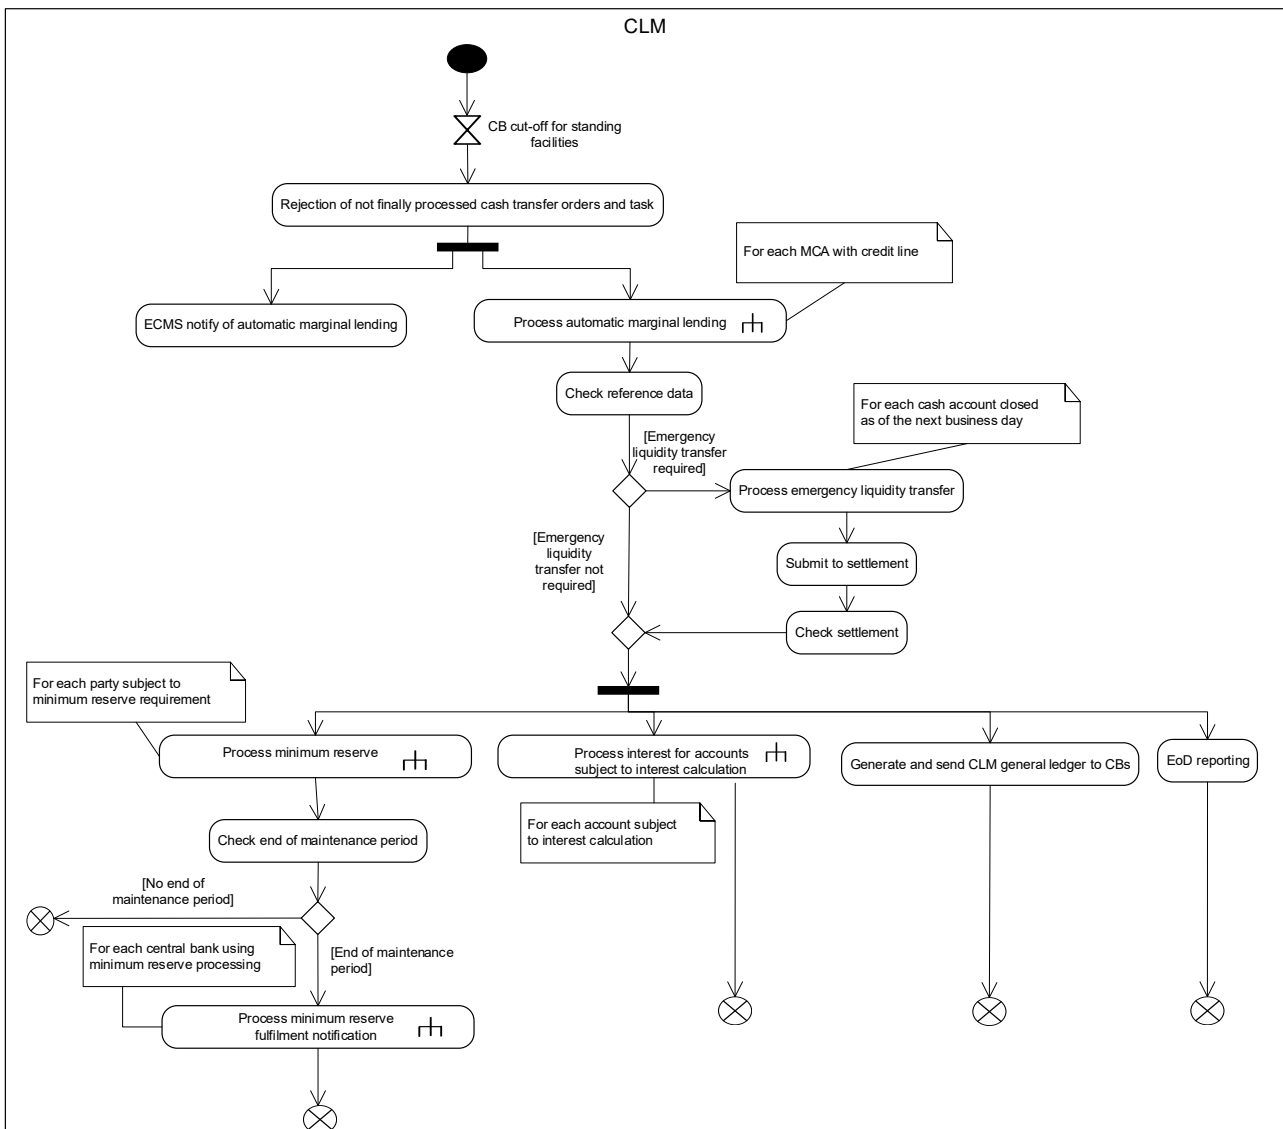 CLM
CB cut-off for standing
facilities
Rejection of not finally processed cash transfer orders and task
For each MCA with credit line
ECMS notify of automatic marginal lending
Process automatic marginal lending
Check reference data
For each cash account closed
as of the next business day
[Emergency
liquidity transfer
required]
Process emergency liquidity transfer
[Emergency
liquidity
transfer not
required]
Submit to settlement
Check settlement
For each party subject to
minimum reserve requirement
Process minimum reserve
Process interest for accounts
subject to interest calculation
Generate and send CLM general ledger to CBs
EoD reporting
For each account subject
to interest calculation
Check end of maintenance period
[No end of
maintenance period]
For each central bank using
minimum reserve processing
[End of maintenance
period]
Process minimum reserve
fulfilment notification